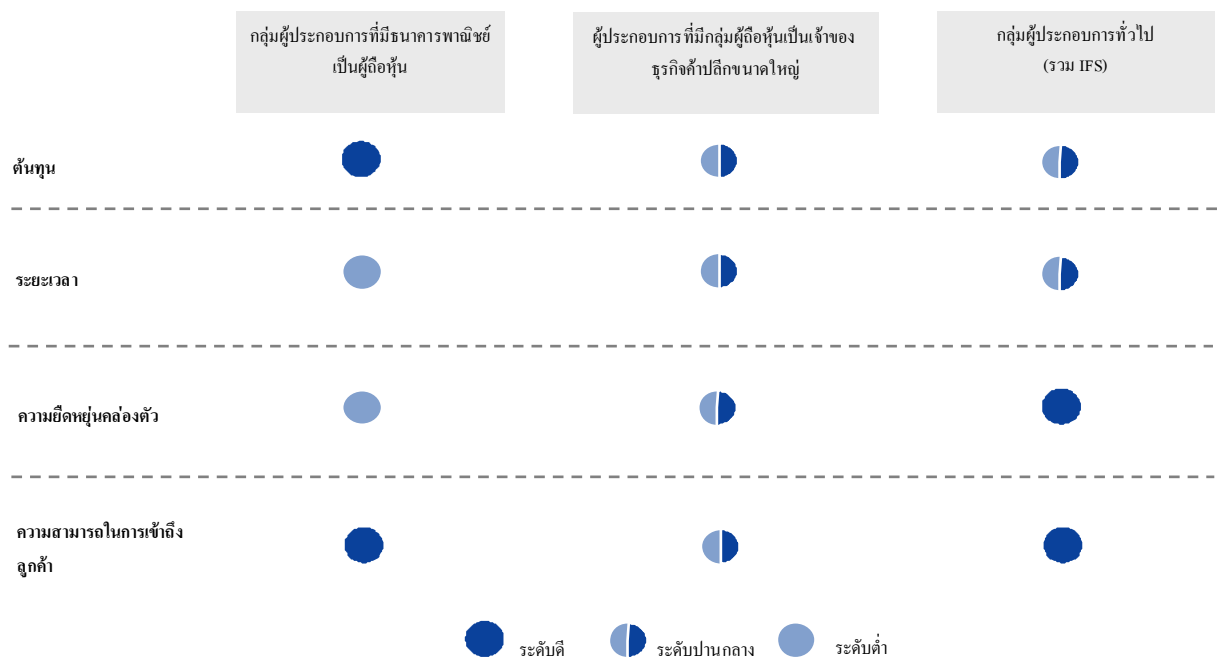 กลุ่มผู้ประกอบการที่มีธนาคารพาณิชย์
เป็นผู้ถือหุ้น
ผู้ประกอบการที่มีกลุ่มผู้ถือหุ้นเป็นเจ้าของ
ธุรกิจค้าปลีกขนาดใหญ่
กลุ่มผู้ประกอบการทั่วไป
(รวม IFS)
ต้นทุน
ระยะเวลา
ความยืดหยุ่นคล่องตัว
ความสามารถในการเข้าถึง
ลูกค้า
ระดับดี
ระดับปานกลาง
ระดับต่ำ